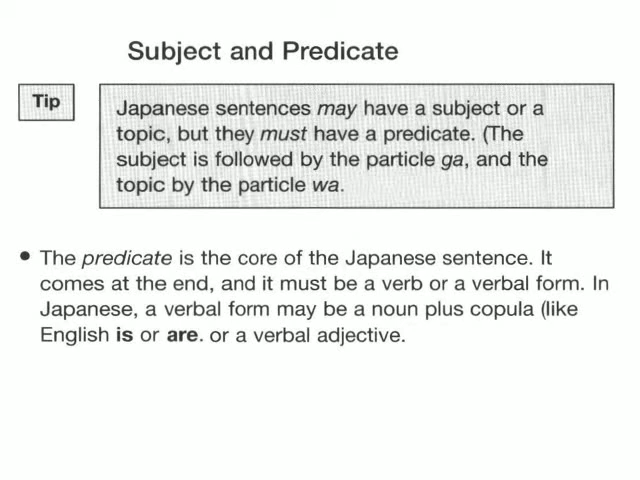 Subject and Predicate
Tip
Japanese sentences may have a subject or a
topic, but they must have a predicate. (The
subject is followed by the particle ga, and the
topic by the particle wa.
• The predicate is the core of the Japanese sentence. It
comes at the end, and it must be a verb or a verbal form. In
Japanese, a verbal form may be a noun plus copula (like
English is or are. or a verbal adjective.